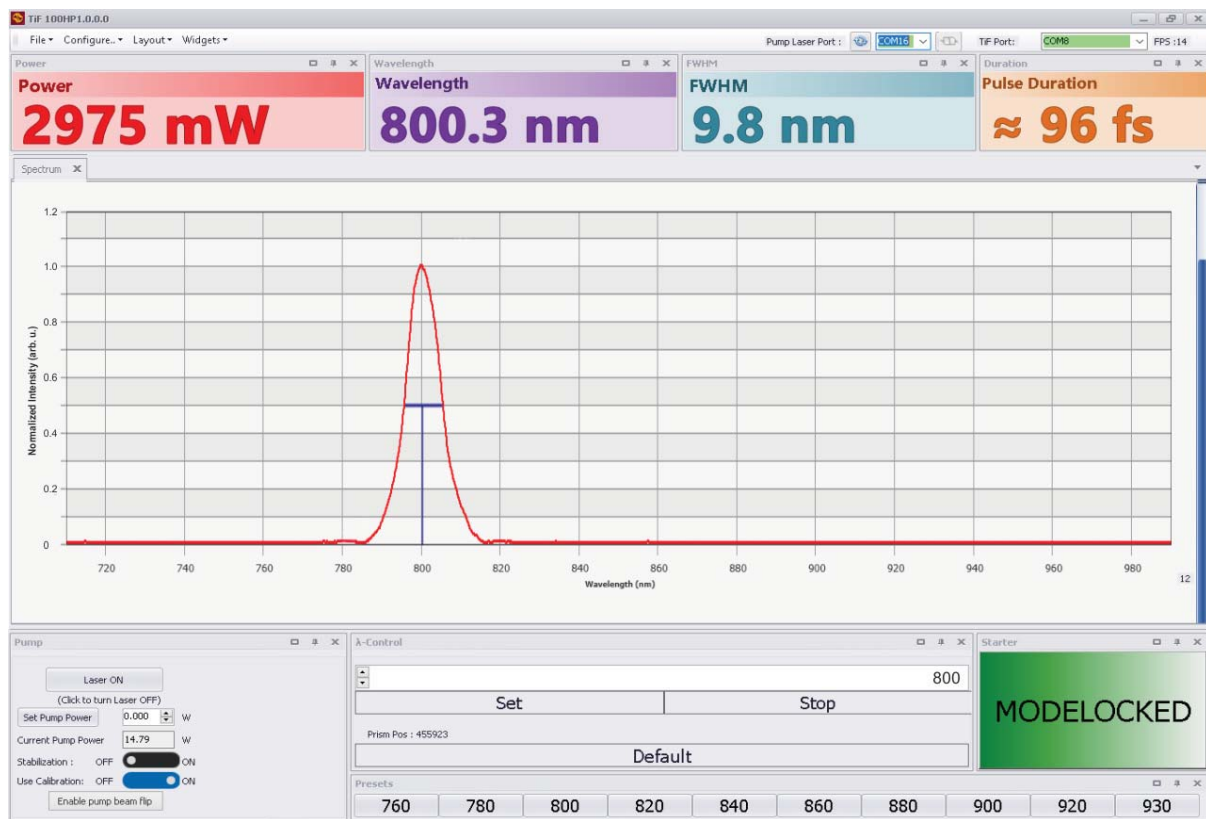 TiF 100HP1.0.0.0
File Configure.. Layout Widgets
Pump Laser Port : COM16 TiF Port: COM8 FPS :14
Power
Power
2975 mW
Wavelength
Wavelength
800.3 nm
FWHM
FWHM
9.8 nm
Duration
Pulse Duration
≈ 96 fs
Spectrum
Normalized Intensity (arb. u.)
1.2
1.0
0.8
0.6
0.4
0.2
0
720 740 760 780 800 820 840 860 880 900 920 940 960 980
Wavelength (nm)
12
Pump
Laser ON
(Click to turn Laser OFF)
Set Pump Power 0.000 W
Current Pump Power 14.79 W
Stabilization : OFF ON
Use Calibration: OFF ON
Enable pump beam flip
λ-Control
800
Set Stop
Prism Pos : 455923
Default
Presets
760 780 800 820 840 860 880 900 920 930
Starter
MODELOCKED